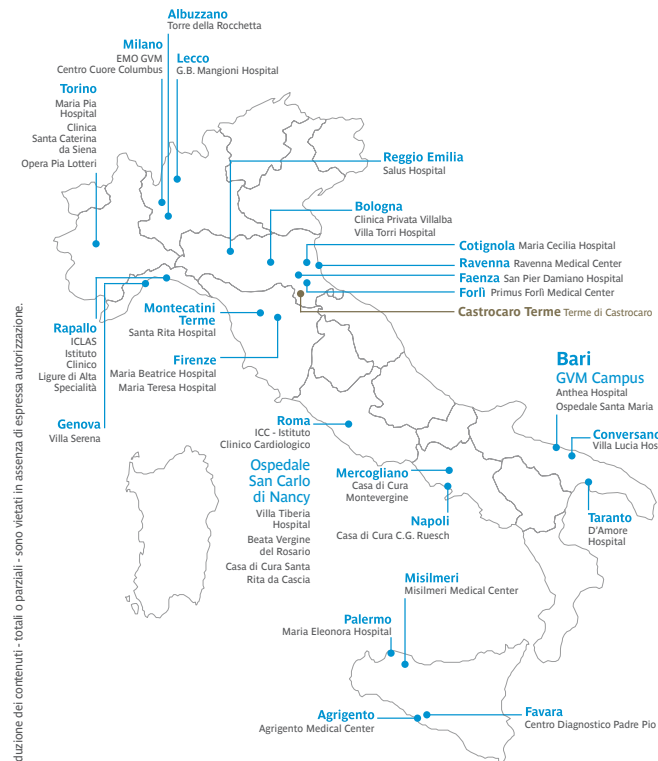 Albuzzano
Torre della Rocchetta
Milano
EMO GVM
Centro Cuore Columbus
Lecco
G.B. Mangioni Hospital
Torino
Maria Pia
Hospital
Clinica
Santa Caterina
da Siena
Opera Pia Lotteri
Reggio Emilia
Salus Hospital
Bologna
Clinica Privata Villalba
Villa Torri Hospital
Cotignola Maria Cecilia Hospital
Ravenna Ravenna Medical Center
Faenza San Pier Damiano Hospital
Forlì Primus Forlì Medical Center
Castrocaro Terme Terme di Castrocaro
Montecatini
Terme
Santa Rita Hospital
Rapallo
ICLAS
Istituto
Clinico
Ligure di Alta
Specialità
Firenze
Maria Beatrice Hospital
Maria Teresa Hospital
Genova
Villa Serena
Bari
GVM Campus
Anthea Hospital
Ospedale Santa Maria
Conversano
Villa Lucia Hos
Roma
ICC - Istituto
Clinico Cardiologico
Ospedale
San Carlo
di Nancy
Villa Tiberia
Hospital
Beata Vergine
del Rosario
Casa di Cura Santa
Rita da Cascia
Mercogliano
Casa di Cura
Montevergine
Napoli
Casa di Cura C.G. Ruesch
Taranto
D'Amore
Hospital
Misilmeri
Misilmeri Medical Center
Palermo
Maria Eleonora Hospital
Agrigento
Agrigento Medical Center
Favara
Centro Diagnostico Padre Pio
duzione dei contenuti - totali o parziali - sono vietati in assenza di espressa autorizzazione.